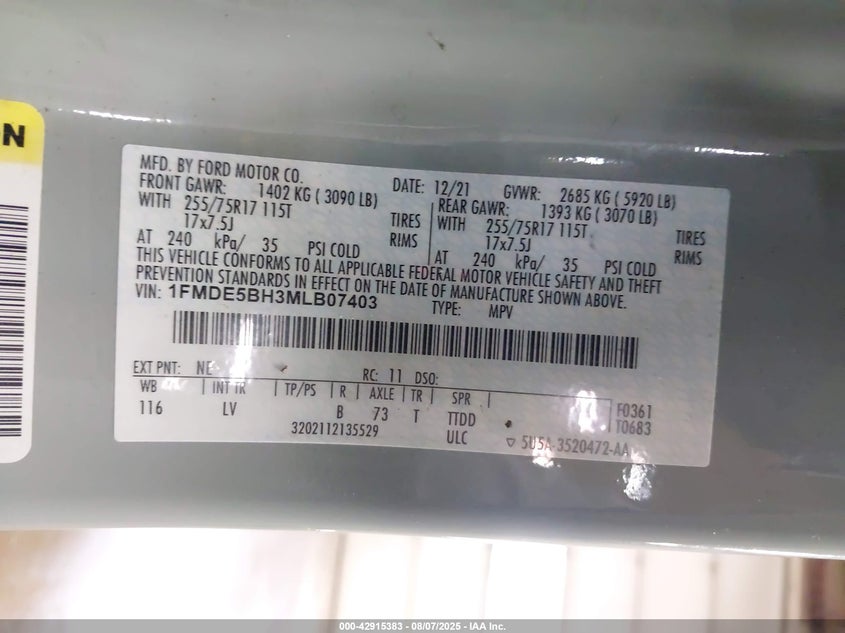 N
MFD. BY FORD MOTOR CO. DATE: 12/21 GVWR: 2685 KG ( 5920 LB)
FRONT GAWR: 1402 KG ( 3090 LB) REAR GAWR: 1393 KG ( 3070 LB)
WITH 255/75R17 115T TIRES WITH 255/75R17 115T TIRES
17x7.5J RIMS 17x7.5J RIMS
AT 240 kPa/ 35 PSI COLD AT 240 kPa/ 35 PSI COLD
THIS VEHICLE CONFORMS TO ALL APPLICABLE FEDERAL MOTOR VEHICLE SAFETY AND THEFT
PREVENTION STANDARDS IN EFFECT ON THE DATE OF MANUFACTURE SHOWN ABOVE.
VIN: 1FMDE5BH3MLB07403 TYPE: MPV
EXT PNT: NE RC: 11 DSO:
WB INT TR TP/PS R AXLE TR SPR
116 LV B 73 T TTDD F0361
3202112135529 ULC T0683
5U5A-3520472-AA
000-42915383 - 08/07/2025 - IAA Inc.